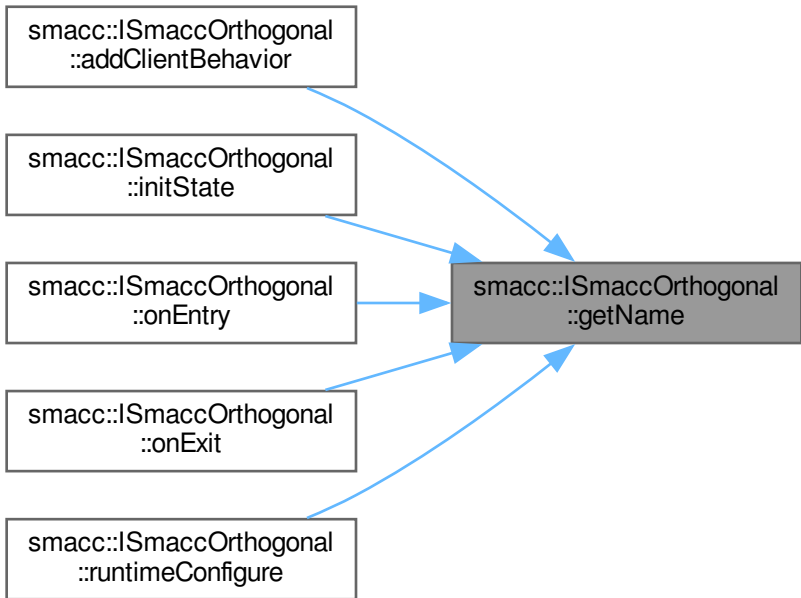 smacc::ISmaccOrthogonal
::addClientBehavior
smacc::ISmaccOrthogonal
::initState
smacc::ISmaccOrthogonal
::onEntry
smacc::ISmaccOrthogonal
::getName
smacc::ISmaccOrthogonal
::onExit
smacc::ISmaccOrthogonal
::runtimeConfigure